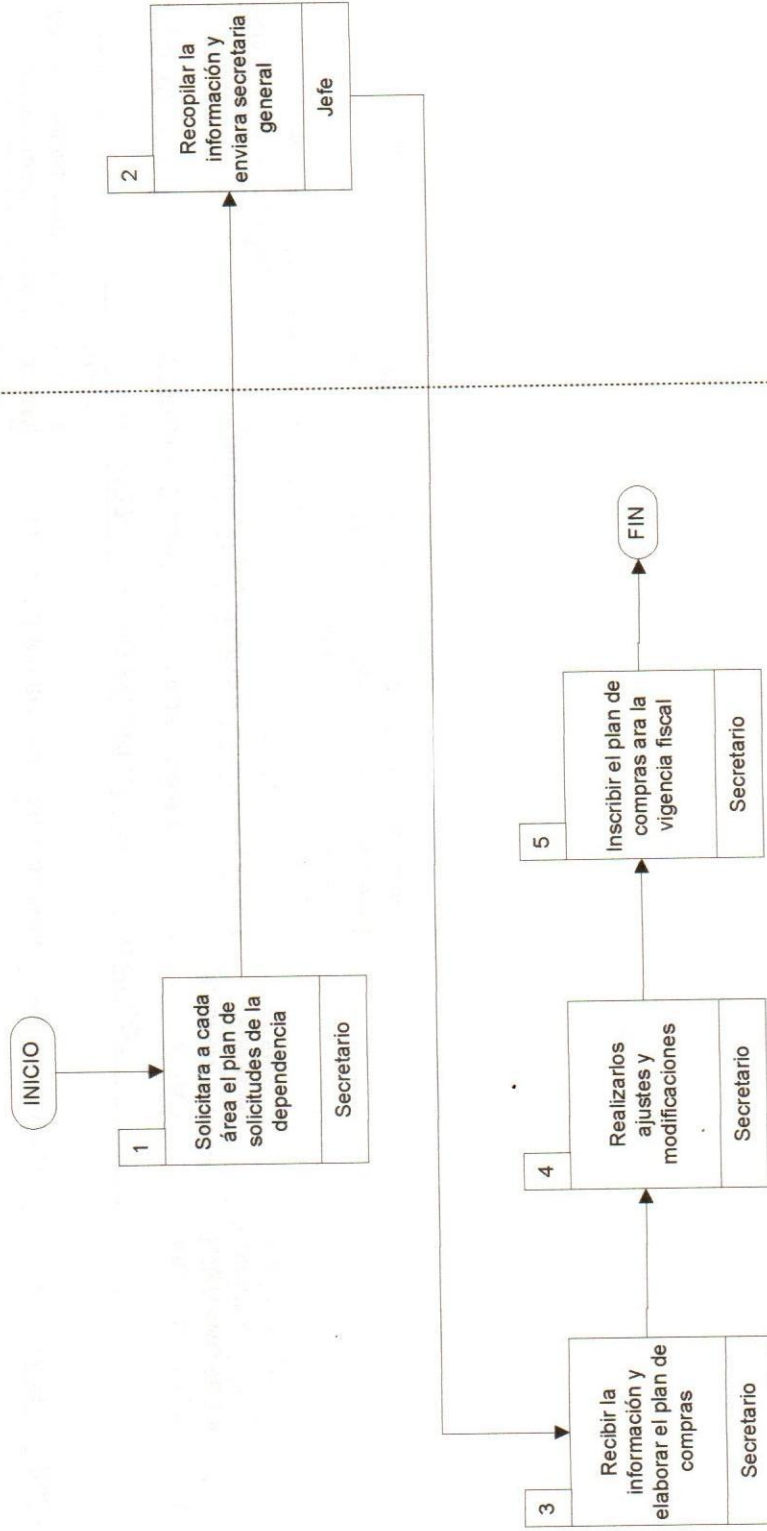 INICIO
1
Solicitara a cada
área el plan de
solicitudes de la
dependencia
Secretario
2
Recopilar la
información y
enviara secretaria
general
Jefe
3
Recibir la
información y
elaborar el plan de
compras
Secretario
4
Realizarlos
ajustes y
modificaciones
Secretario
5
Inscribir el plan de
compras ara la
vigencia fiscal
Secretario
FIN